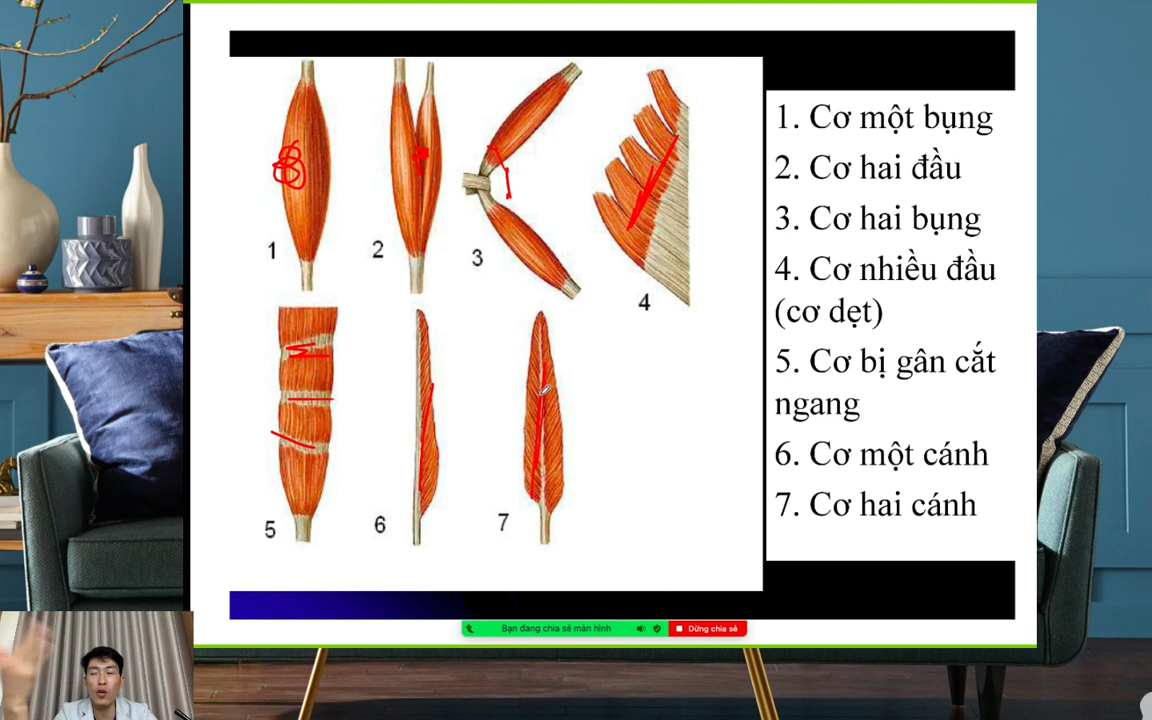 1
2
3
4
5
6
7
1. Cơ một bụng
2. Cơ hai đầu
3. Cơ hai bụng
4. Cơ nhiều đầu
(cơ dẹt)
5. Cơ bị gân cắt
ngang
6. Cơ một cánh
7. Cơ hai cánh
Bạn đang chia sẻ màn hình
Dừng chia sẻ